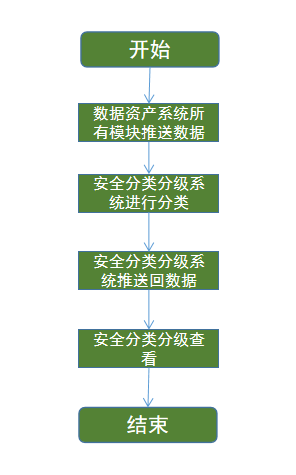 开始
数据资产系统所
有模块推送数据
安全分类分级系
统进行分类
安全分类分级系
统推送回数据
安全分类分级查
看
结束